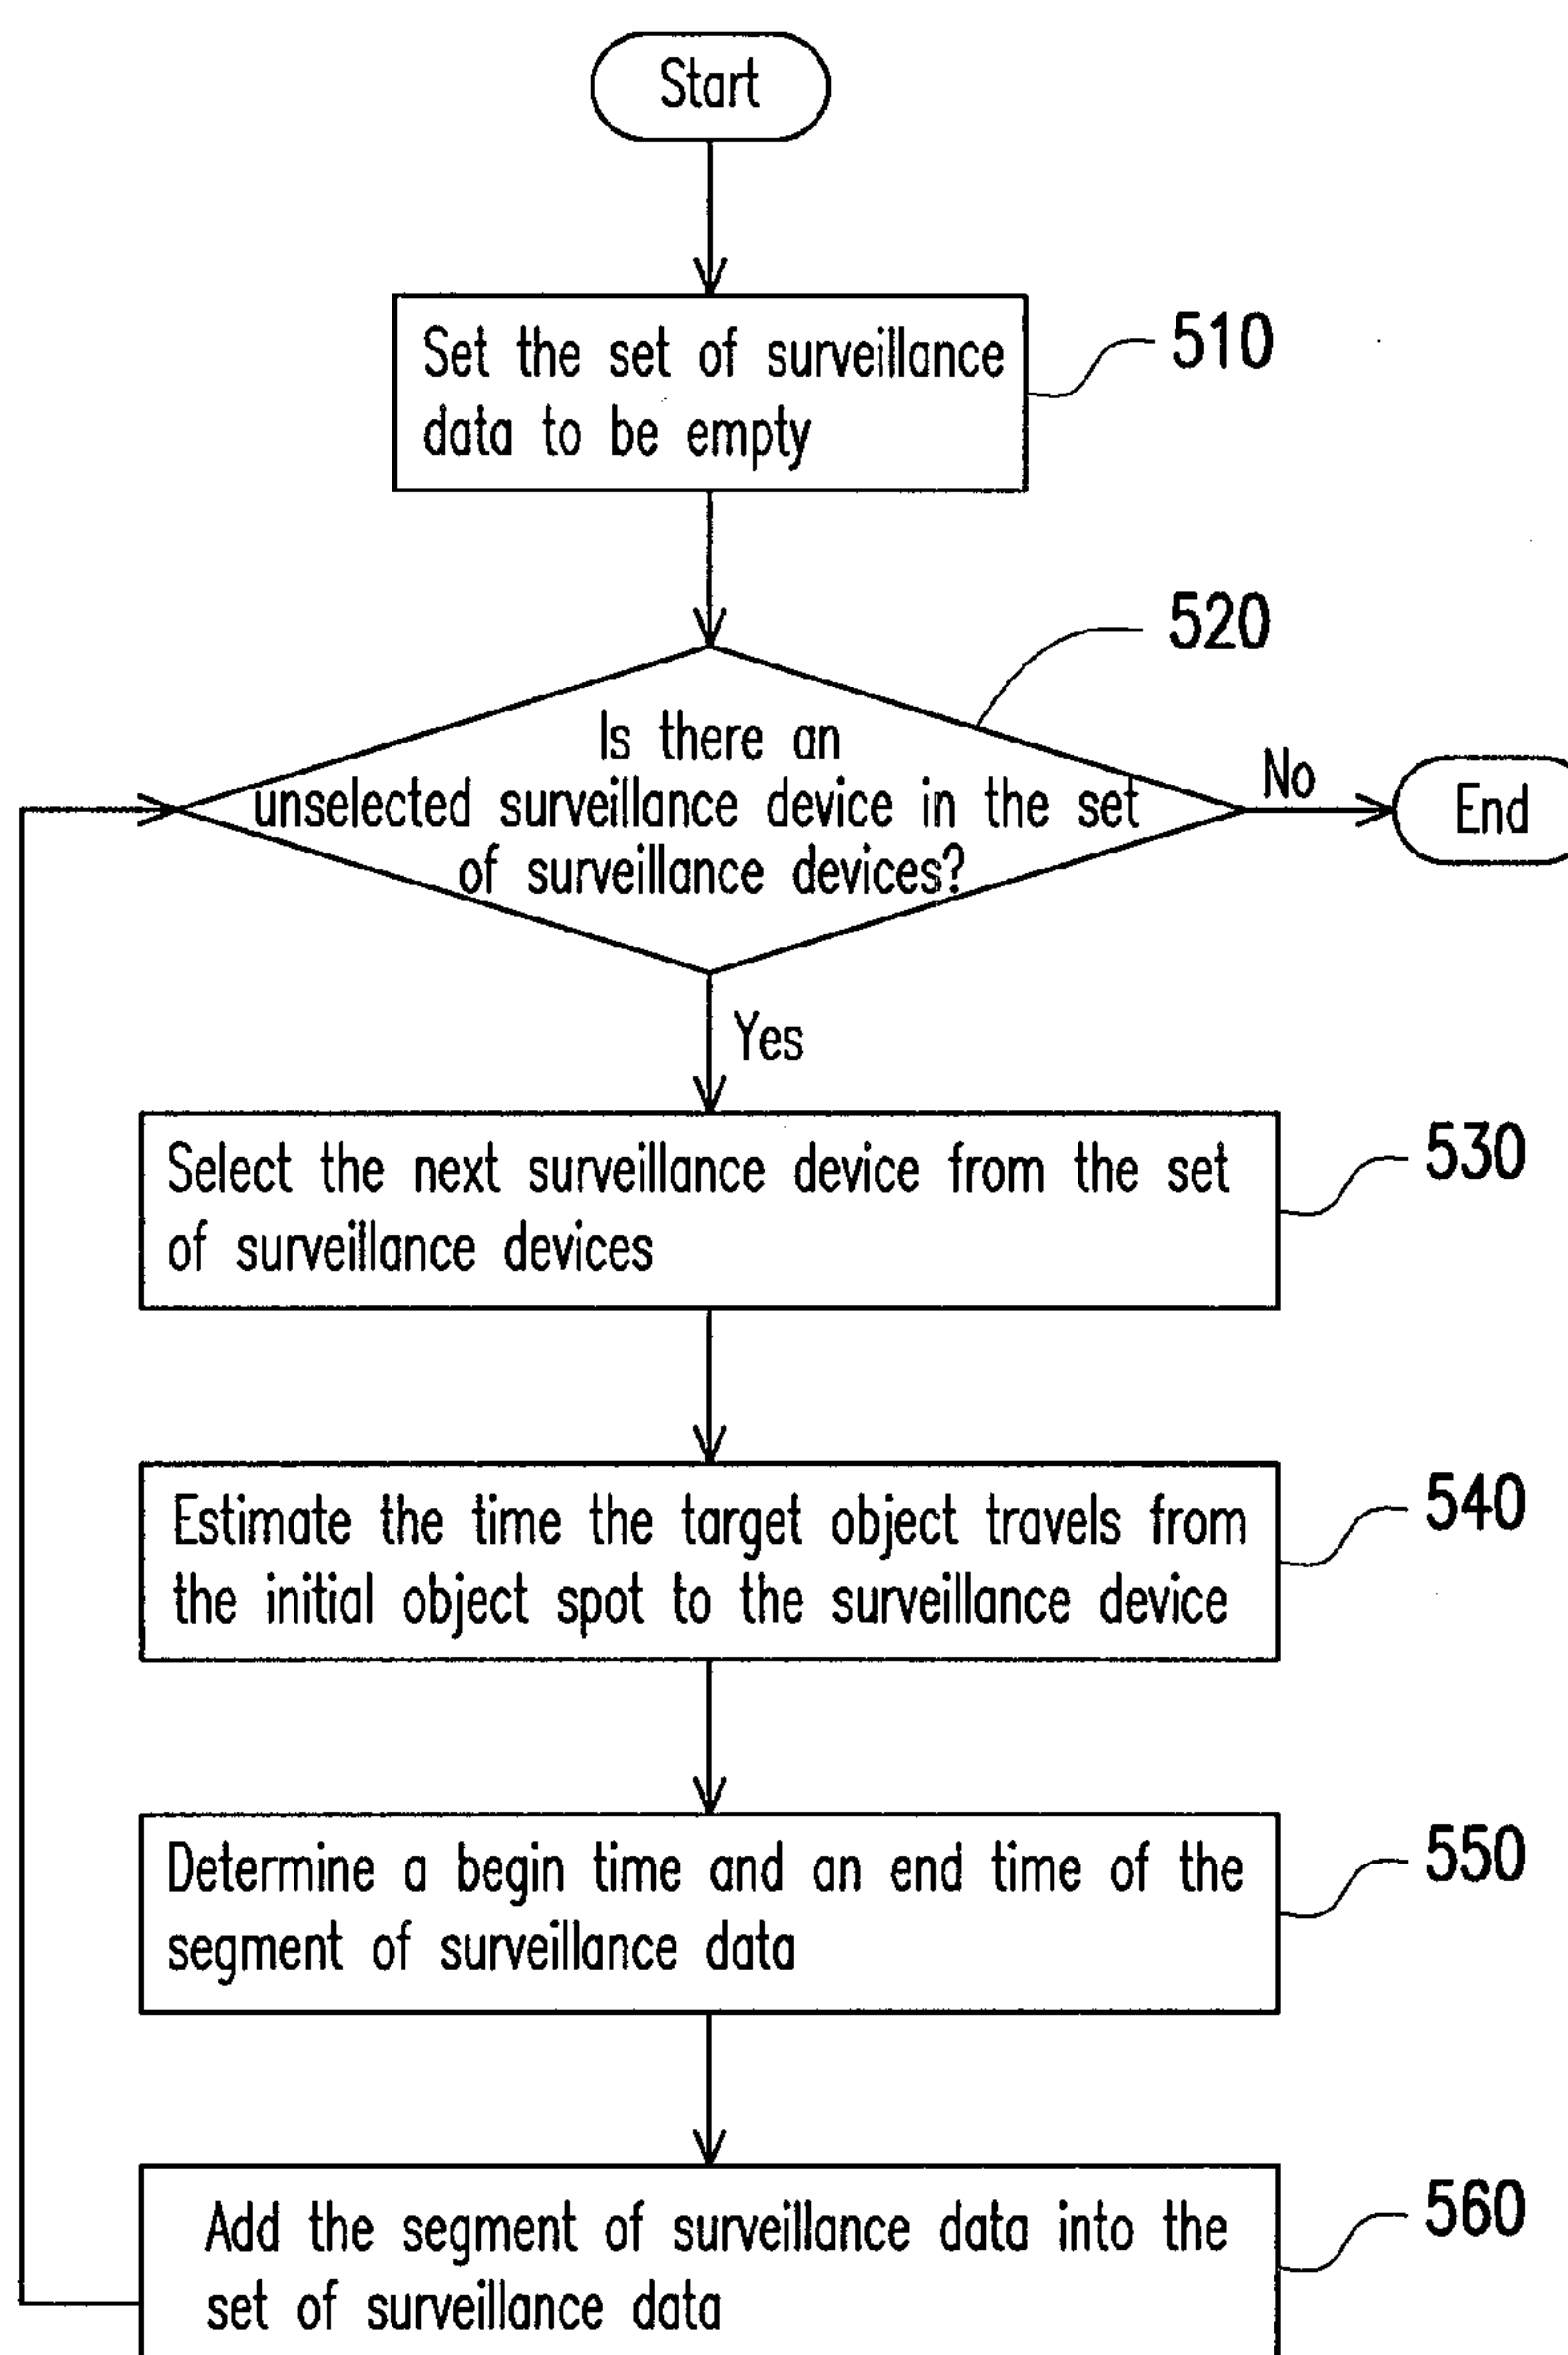 Start
Set the set of surveillance
data to be empty
510
520
Is there an
unselected surveillance device in the set
of surveillance devices?
No
End
Yes
Select the next surveillance device from the set
of surveillance devices
530
Estimate the time the target object travels from
the initial object spot to the surveillance device
540
Determine a begin time and an end time of the
segment of surveillance data
550
Add the segment of surveillance data into the
set of surveillance data
560